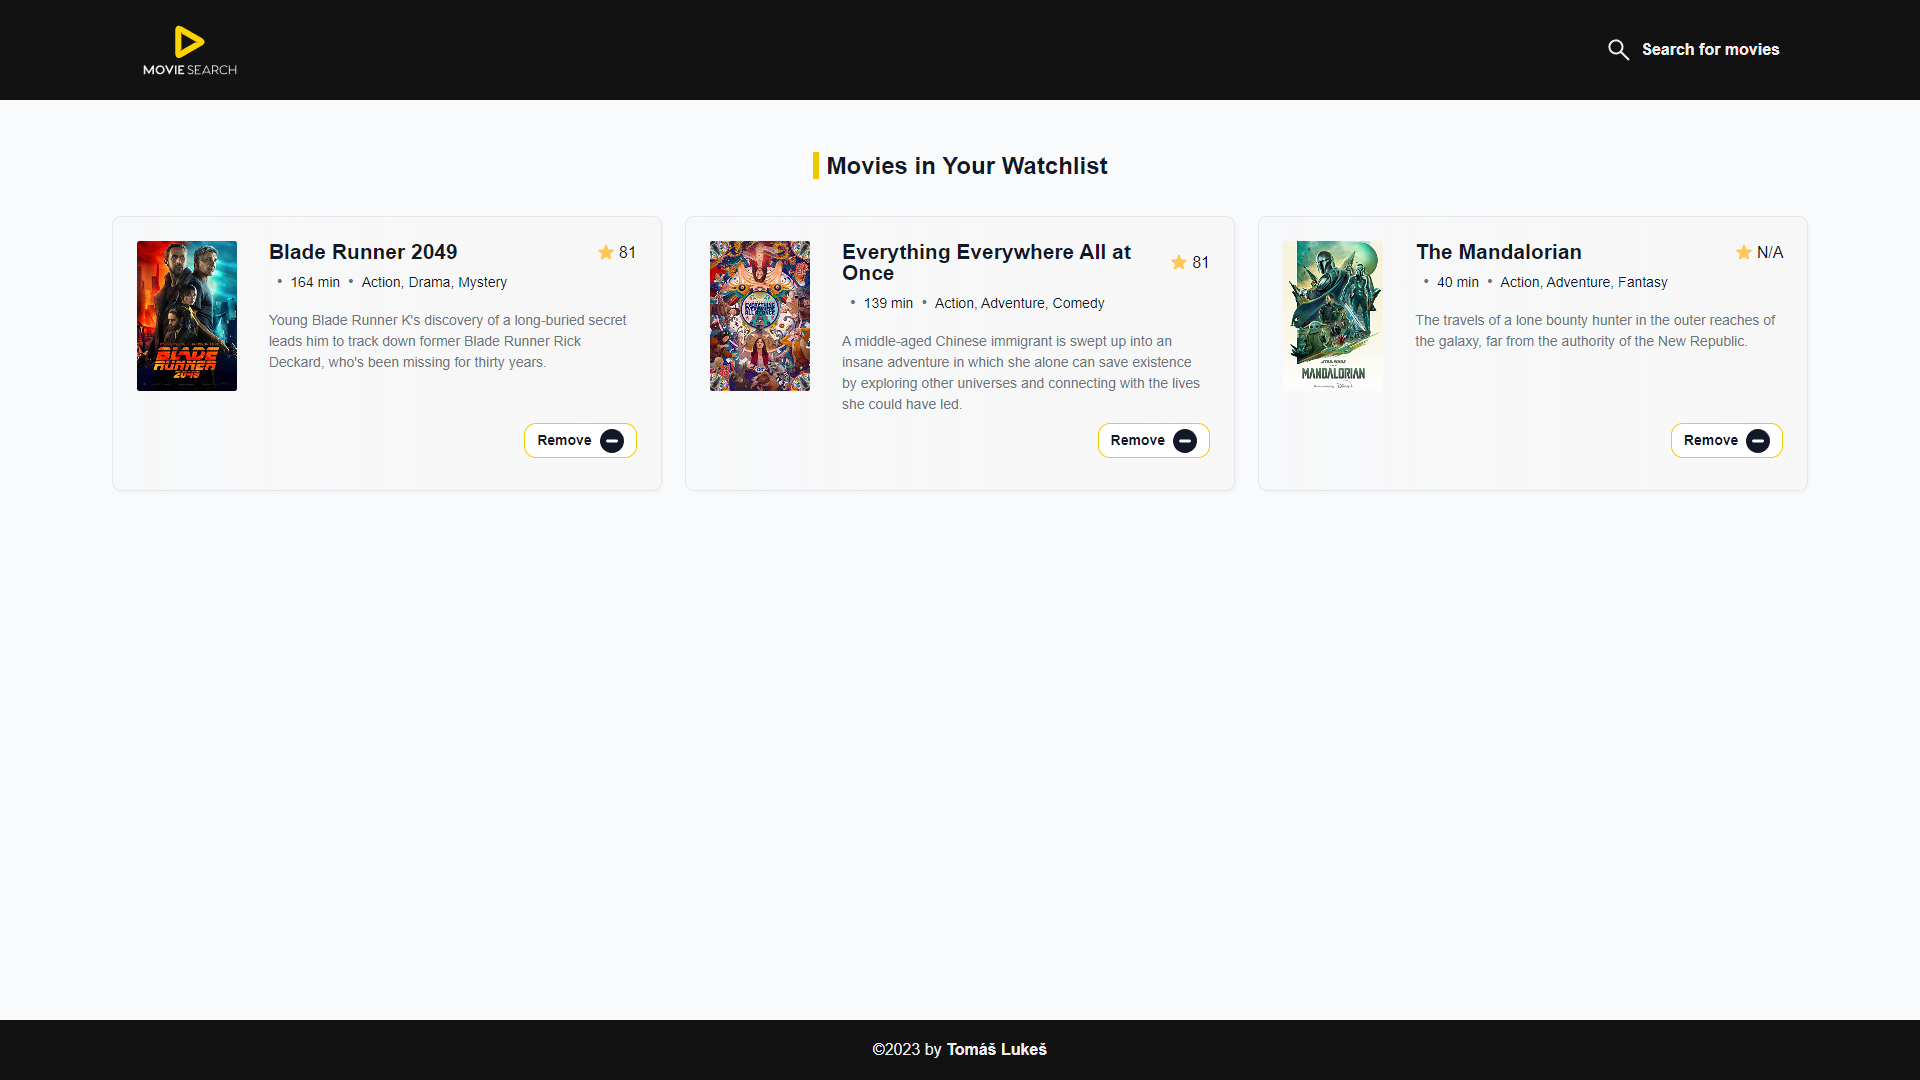 MOVIE SEARCH
Search for movies
Movies in Your Watchlist
BLADE
RUNNER
2049
Blade Runner 2049
81
• 164 min • Action, Drama, Mystery
Young Blade Runner K's discovery of a long-buried secret
leads him to track down former Blade Runner Rick
Deckard, who's been missing for thirty years.
Remove
Everything Everywhere All at
Once
81
• 139 min • Action, Adventure, Comedy
A middle-aged Chinese immigrant is swept up into an
insane adventure in which she alone can save existence
by exploring other universes and connecting with the lives
she could have led.
Remove
STAR WARS
THE
MANDALORIAN
The Mandalorian
N/A
• 40 min • Action, Adventure, Fantasy
The travels of a lone bounty hunter in the outer reaches of
the galaxy, far from the authority of the New Republic.
Remove
©2023 by Tomáš Lukeš